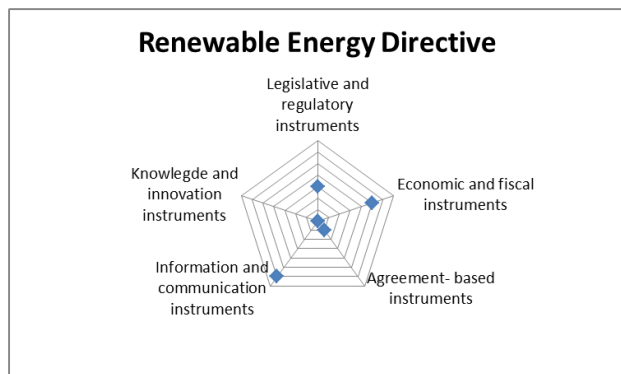 Renewable Energy Directive
Legislative and
regulatory
instruments
Economic and fiscal
instruments
Agreement- based
instruments
Information and
communication
instruments
Knowlegde and
innovation
instruments